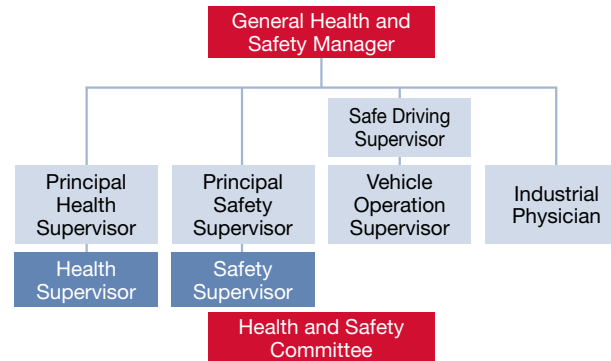 General Health and
Safety Manager
Safe Driving
Supervisor
Principal
Health
Supervisor
Principal
Safety
Supervisor
Vehicle
Operation
Supervisor
Industrial
Physician
Health
Supervisor
Safety
Supervisor
Health and Safety
Committee